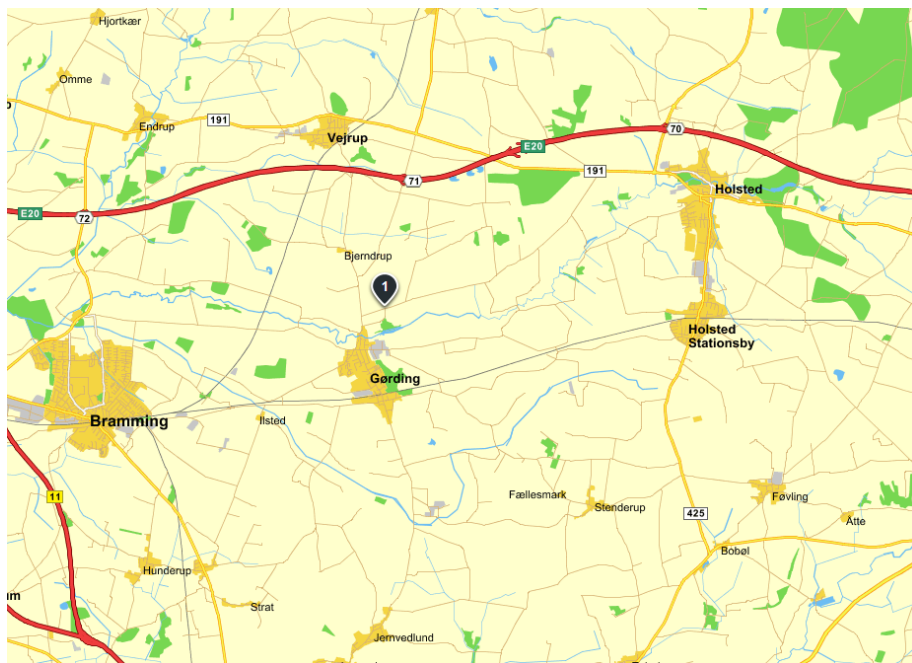 Hjortkær
Omme
Endrup
191
Vejrup
E20
70
71
191
Holsted
E20
72
Bjerndrup
1
Holsted
Stationsby
Gørding
Bramming
Ilsted
11
Fællesmark
Stenderup
Føvling
425
Åtte
Bobøl
Hunderup
um
Strat
Jernvedlund